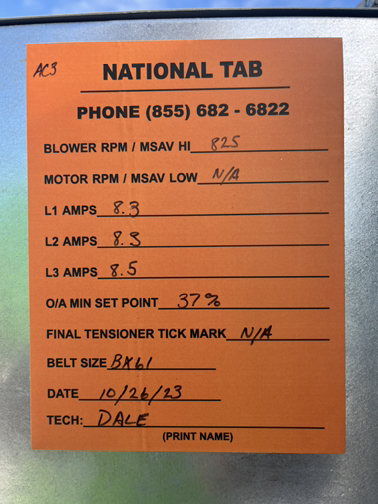 AC3
NATIONAL TAB
PHONE (855) 682 - 6822
BLOWER RPM / MSAV HI 825
MOTOR RPM / MSAV LOW N/A
L1 AMPS 8.3
L2 AMPS 8.3
L3 AMPS 8.5
O/A MIN SET POINT 37%
FINAL TENSIONER TICK MARK N/A
BELT SIZE BX61
DATE 10/26/23
TECH: DALE
(PRINT NAME)